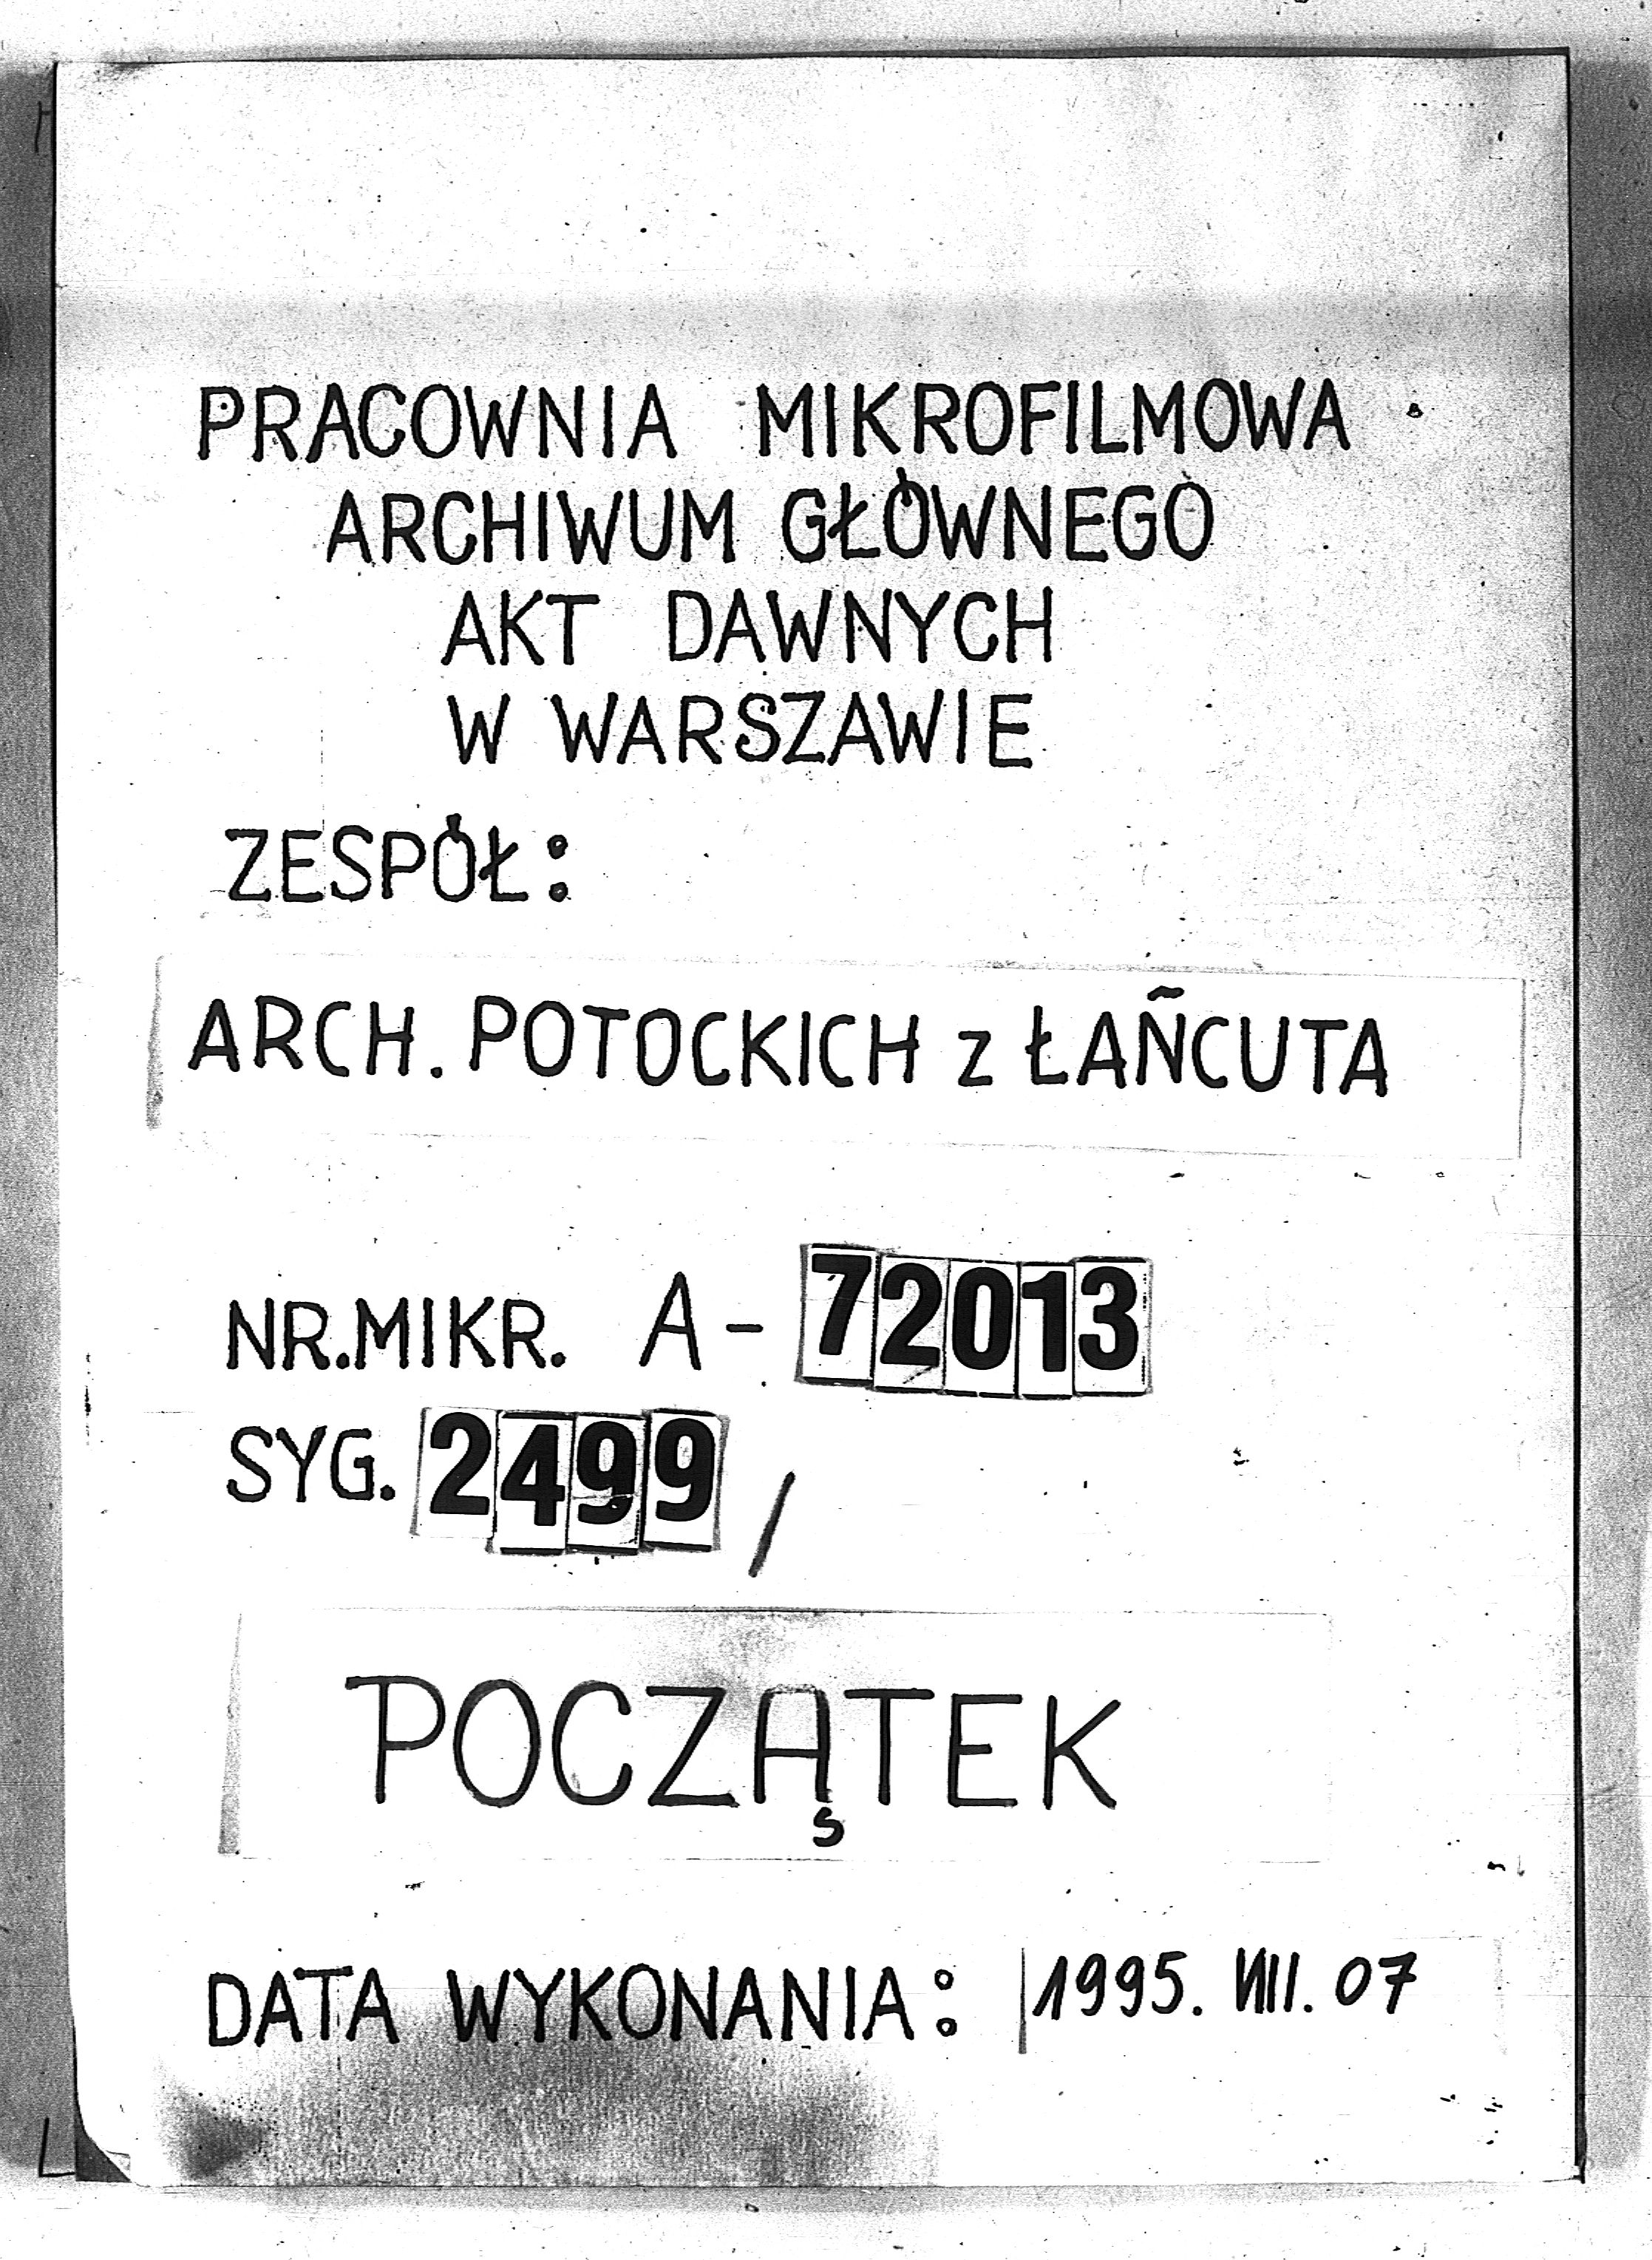 PRACOWNIA MIKROFILMOWA
ARCHIWUM GŁÓWNEGO
AKT DAWNYCH
W WARSZAWIE
ZESPÓŁ:
ARCH. POTOCKICH z ŁAŃCUTA
NR.MIKR. A-72013
SYG. 2499/
POCZĄTEK
DATA WYKONANIA: 1995. VIII. 07